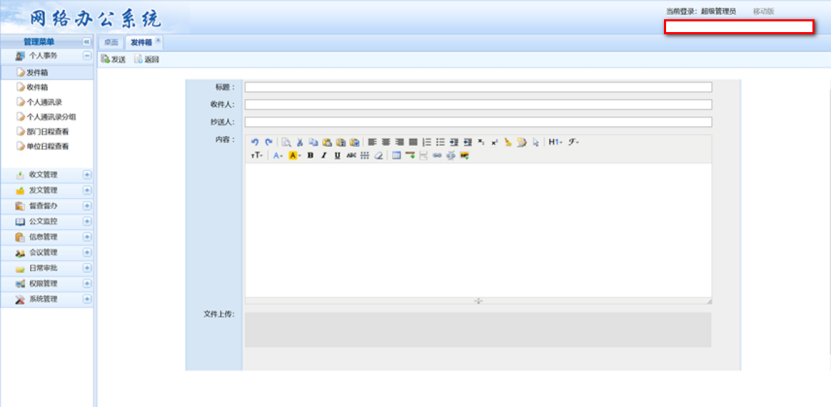 网络办公系统
当前登录：超级管理员 移动版
管理菜单
桌面 发件箱
个人事务
发送 返回
发件箱
收件箱
个人通讯录
个人通讯录分组
部门日程查看
单位日程查看
收文管理
发文管理
督查督办
公文监控
信息管理
会议管理
日常审批
权限管理
系统管理
标题：
收件人：
抄送人：
内容：
H1 ℱ
тT A A B I U ABC
文件上传：